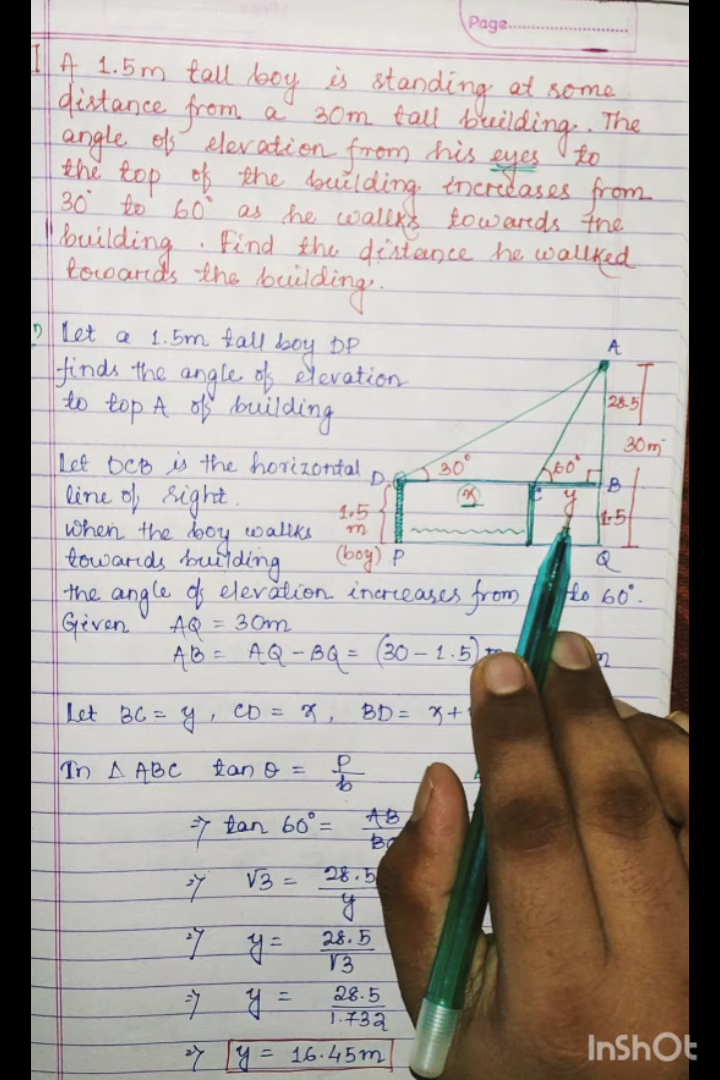 Page
1 A 1.5m tall boy is standing at some
distance from a 30m tall building. The
angle of elevation from his eyes to
the top of the building increases from
30° to 60° as he wallks towards the
building. Find the distance he wallked
towards the building.
Let a 1.5m tall boy DP
finds the angle of elevation
to top A of building
A
28.5
30m
Let DCB is the horizontal
line of sight.
D 30° 60°
x C y B
1.5
m
1.5
when the boy wallks
towards building
(boy) P Q
the angle of elevation increases from to 60°.
Given AQ = 30m
AB = AQ - BQ = (30 - 1.5) m
Let BC = y, CD = x, BD = x +
In △ ABC tan θ = P/b
⇒ tan 60° = AB
⇒ √3 = 28.5/y
⇒ y = 28.5/√3
⇒ y = 28.5/1.732
⇒ y = 16.45m
InShOt